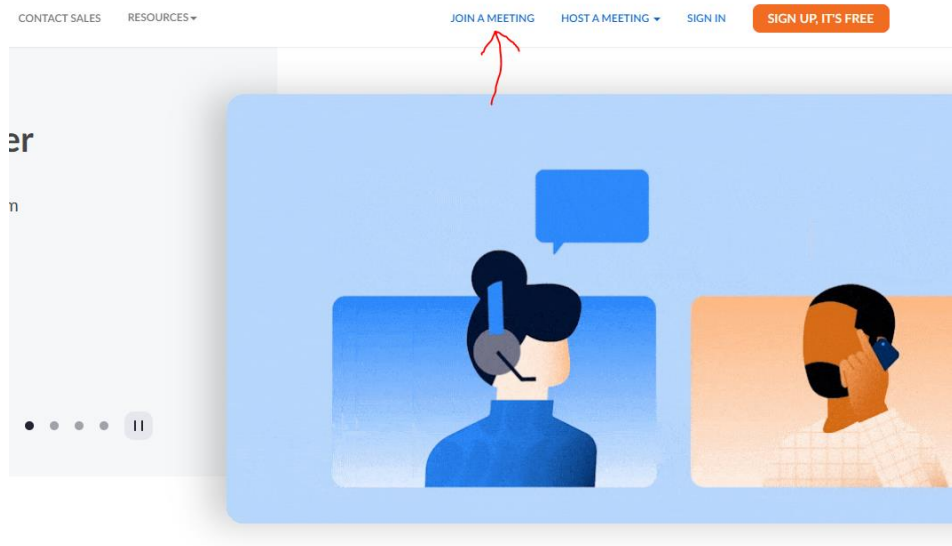 CONTACT SALES RESOURCES JOIN A MEETING HOST A MEETING SIGN IN SIGN UP, IT'S FREE
er
m